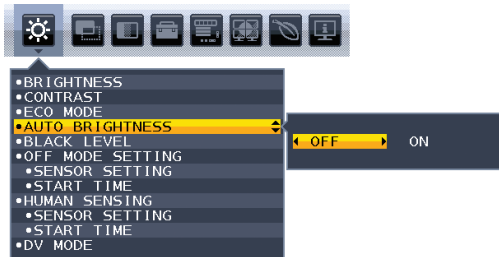 •BRIGHTNESS
•CONTRAST
•ECO MODE
•AUTO BRIGHTNESS
OFF ON
•BLACK LEVEL
•OFF MODE SETTING
•SENSOR SETTING
•START TIME
•HUMAN SENSING
•SENSOR SETTING
•START TIME
•DV MODE